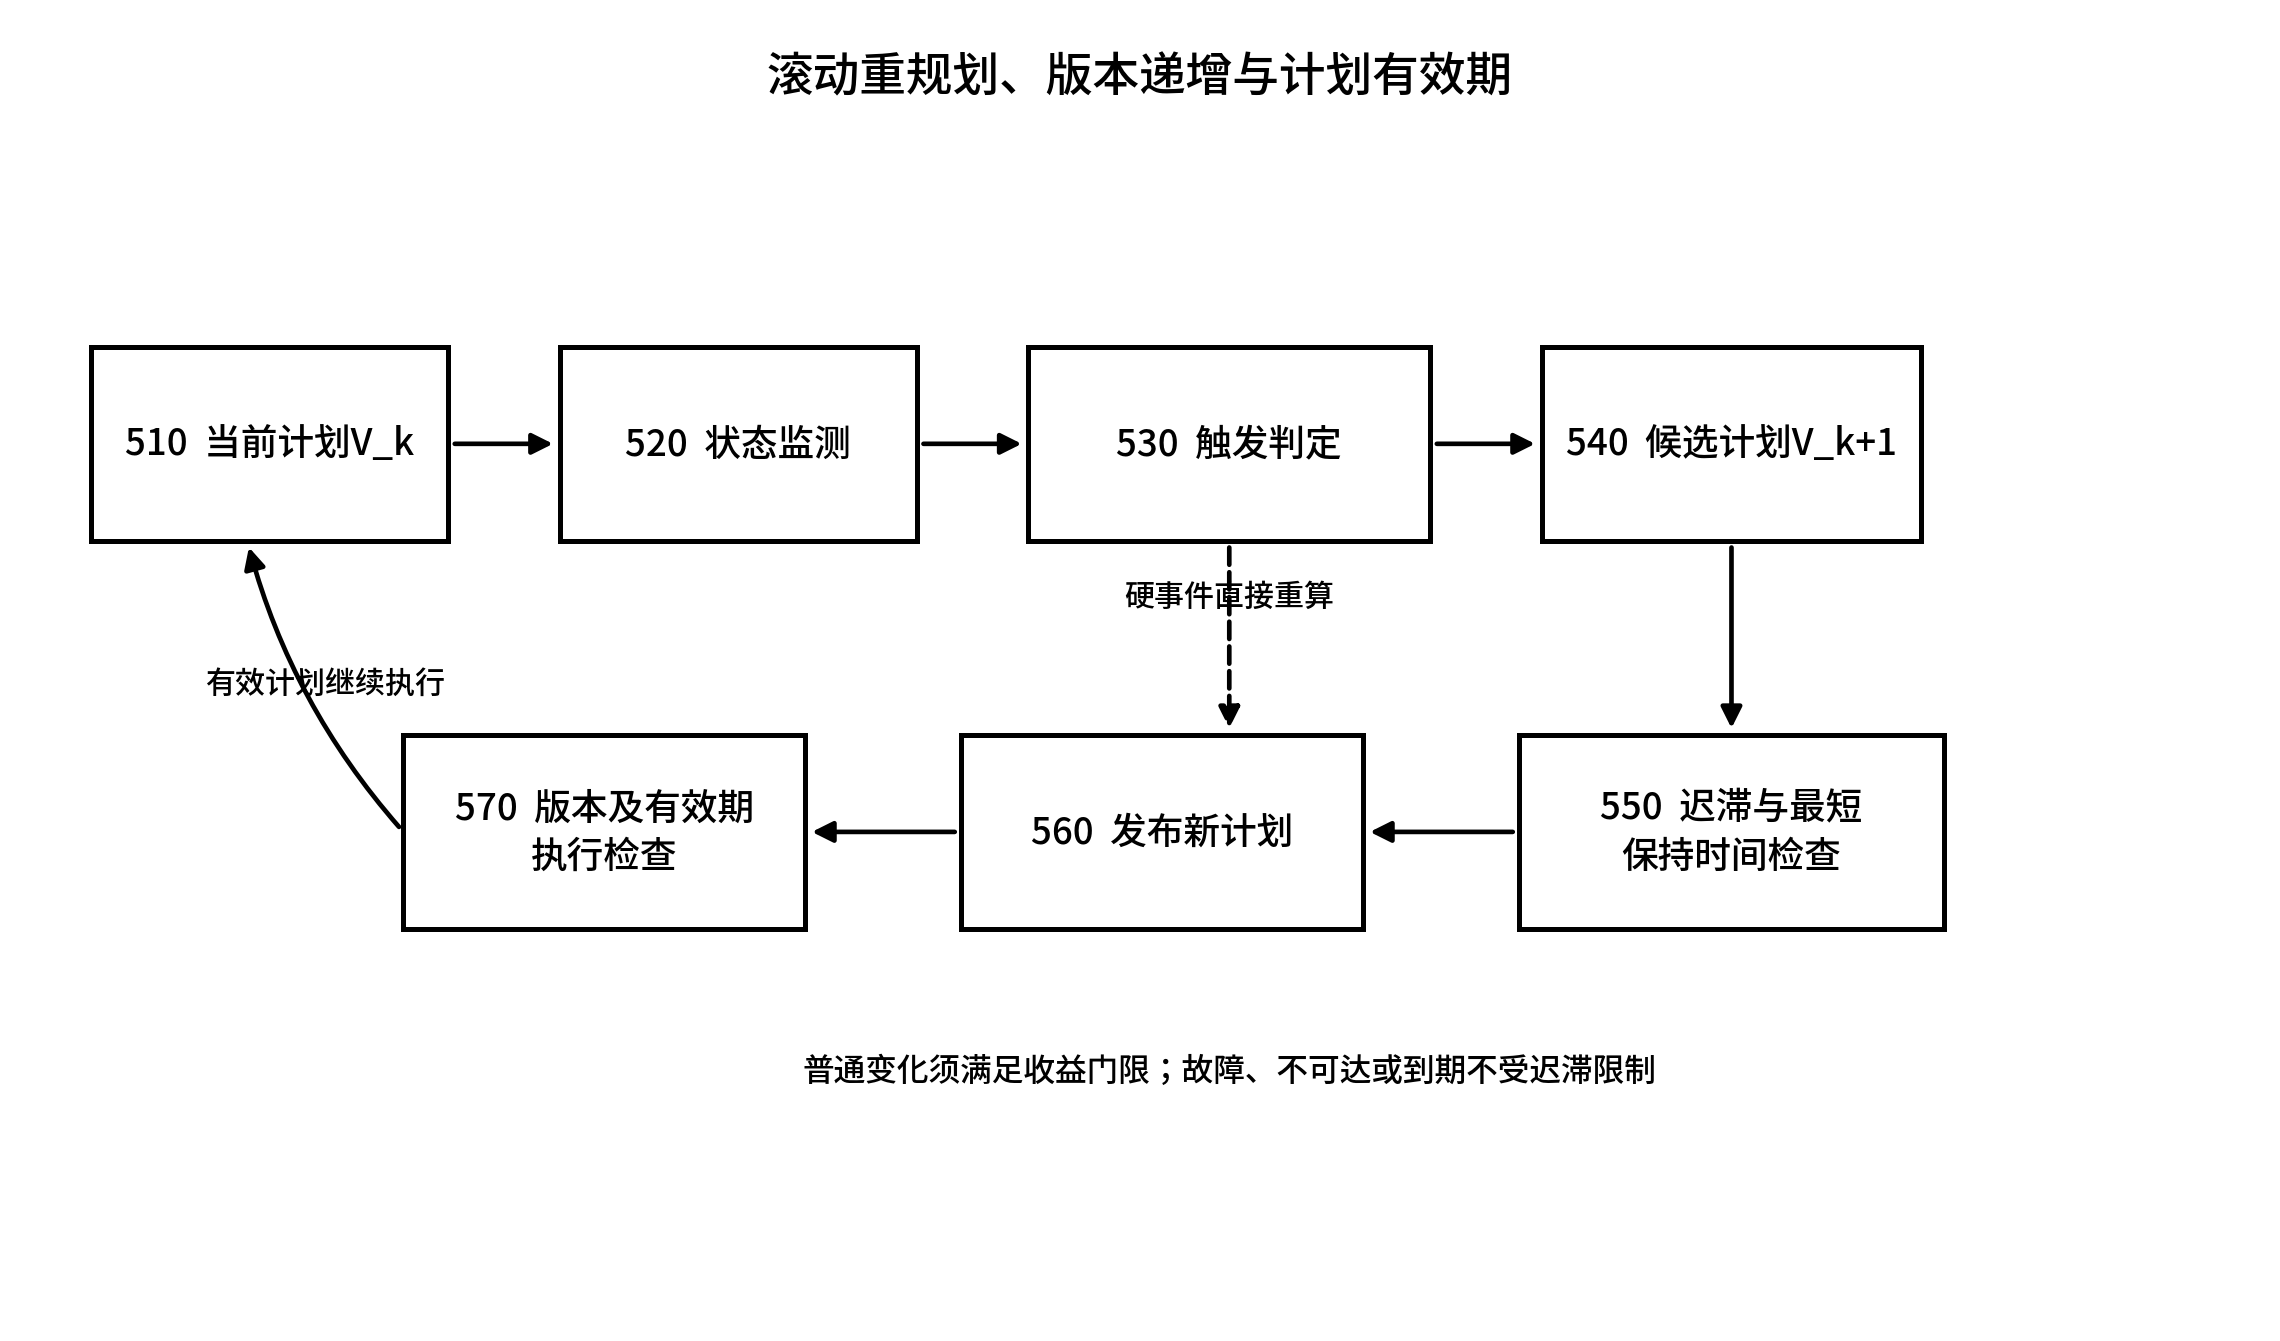 滚动重规划、版本递增与计划有效期
510 当前计划V_k
520 状态监测
530 触发判定
540 候选计划V_k+1
硬事件直接重算
有效计划继续执行
570 版本及有效期
执行检查
560 发布新计划
550 迟滞与最短
保持时间检查
普通变化须满足收益门限；故障、不可达或到期不受迟滞限制